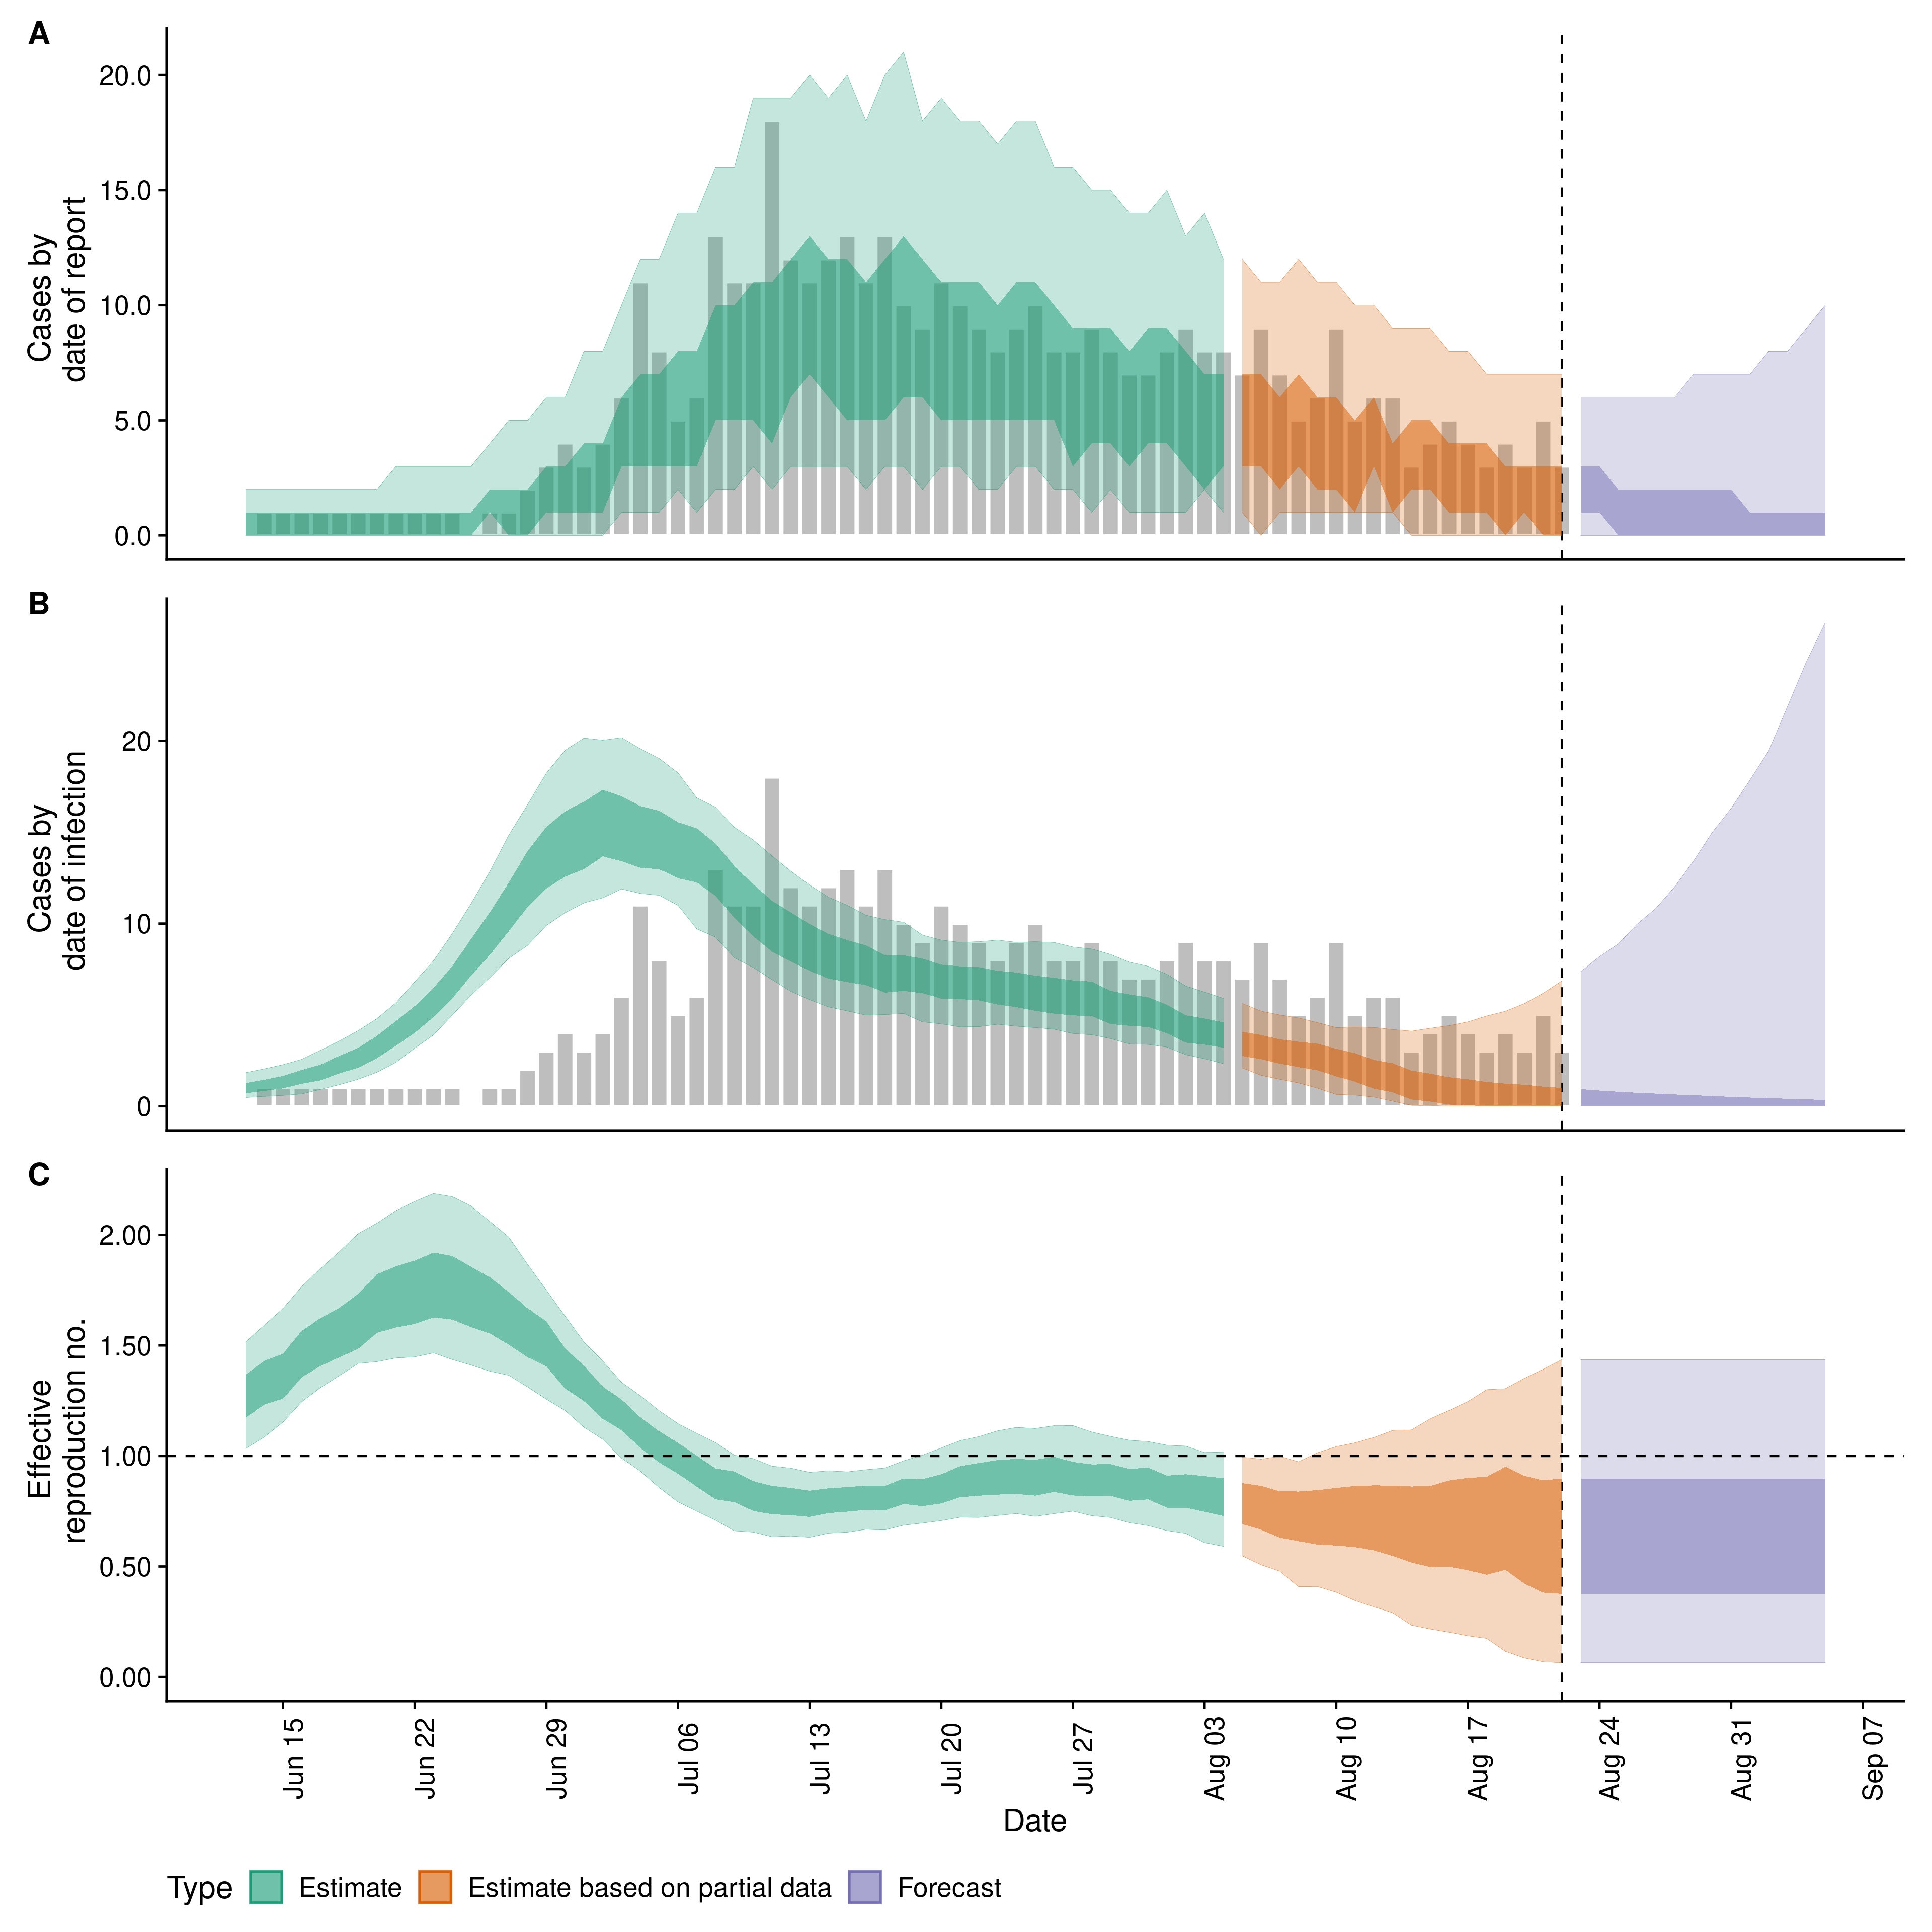 A
20.0
15.0
10.0
5.0
0.0
Cases by
date of report
B
20
10
0
Cases by
date of infection
C
2.00
1.50
1.00
0.50
0.00
Effective
reproduction no.
Jun 15
Jun 22
Jun 29
Jul 06
Jul 13
Jul 20
Jul 27
Aug 03
Aug 10
Aug 17
Aug 24
Aug 31
Sep 07
Date
Type Estimate Estimate based on partial data Forecast